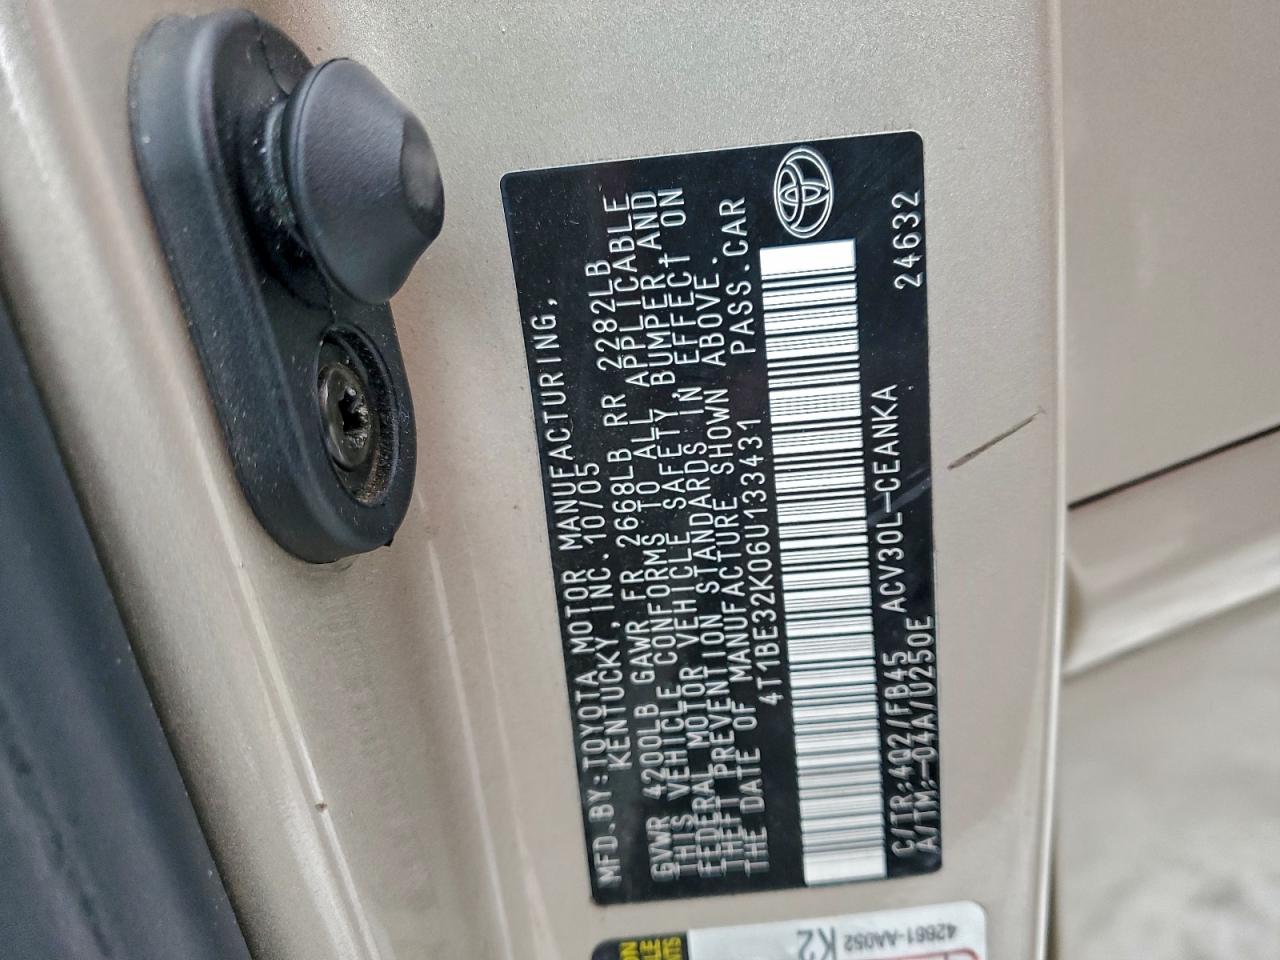 MFD.BY:TOYOTA MOTOR MANUFACTURING,
KENTUCKY,INC. 10/05
GVWR 4200LB GAWR FR 2668LB RR 2282LB
THIS VEHICLE CONFORMS TO ALL APPLICABLE
FEDERAL MOTOR VEHICLE SAFETY,BUMPER,AND
THEFT PREVENTION STANDARDS IN EFFECT ON
THE DATE OF MANUFACTURE SHOWN ABOVE.
4T1BE32K06U133431 PASS.CAR
C/TR:4Q2/FB45 ACV30L-CEANKA 24632
A/TM:-04A/U250E
42661-AA052
K2